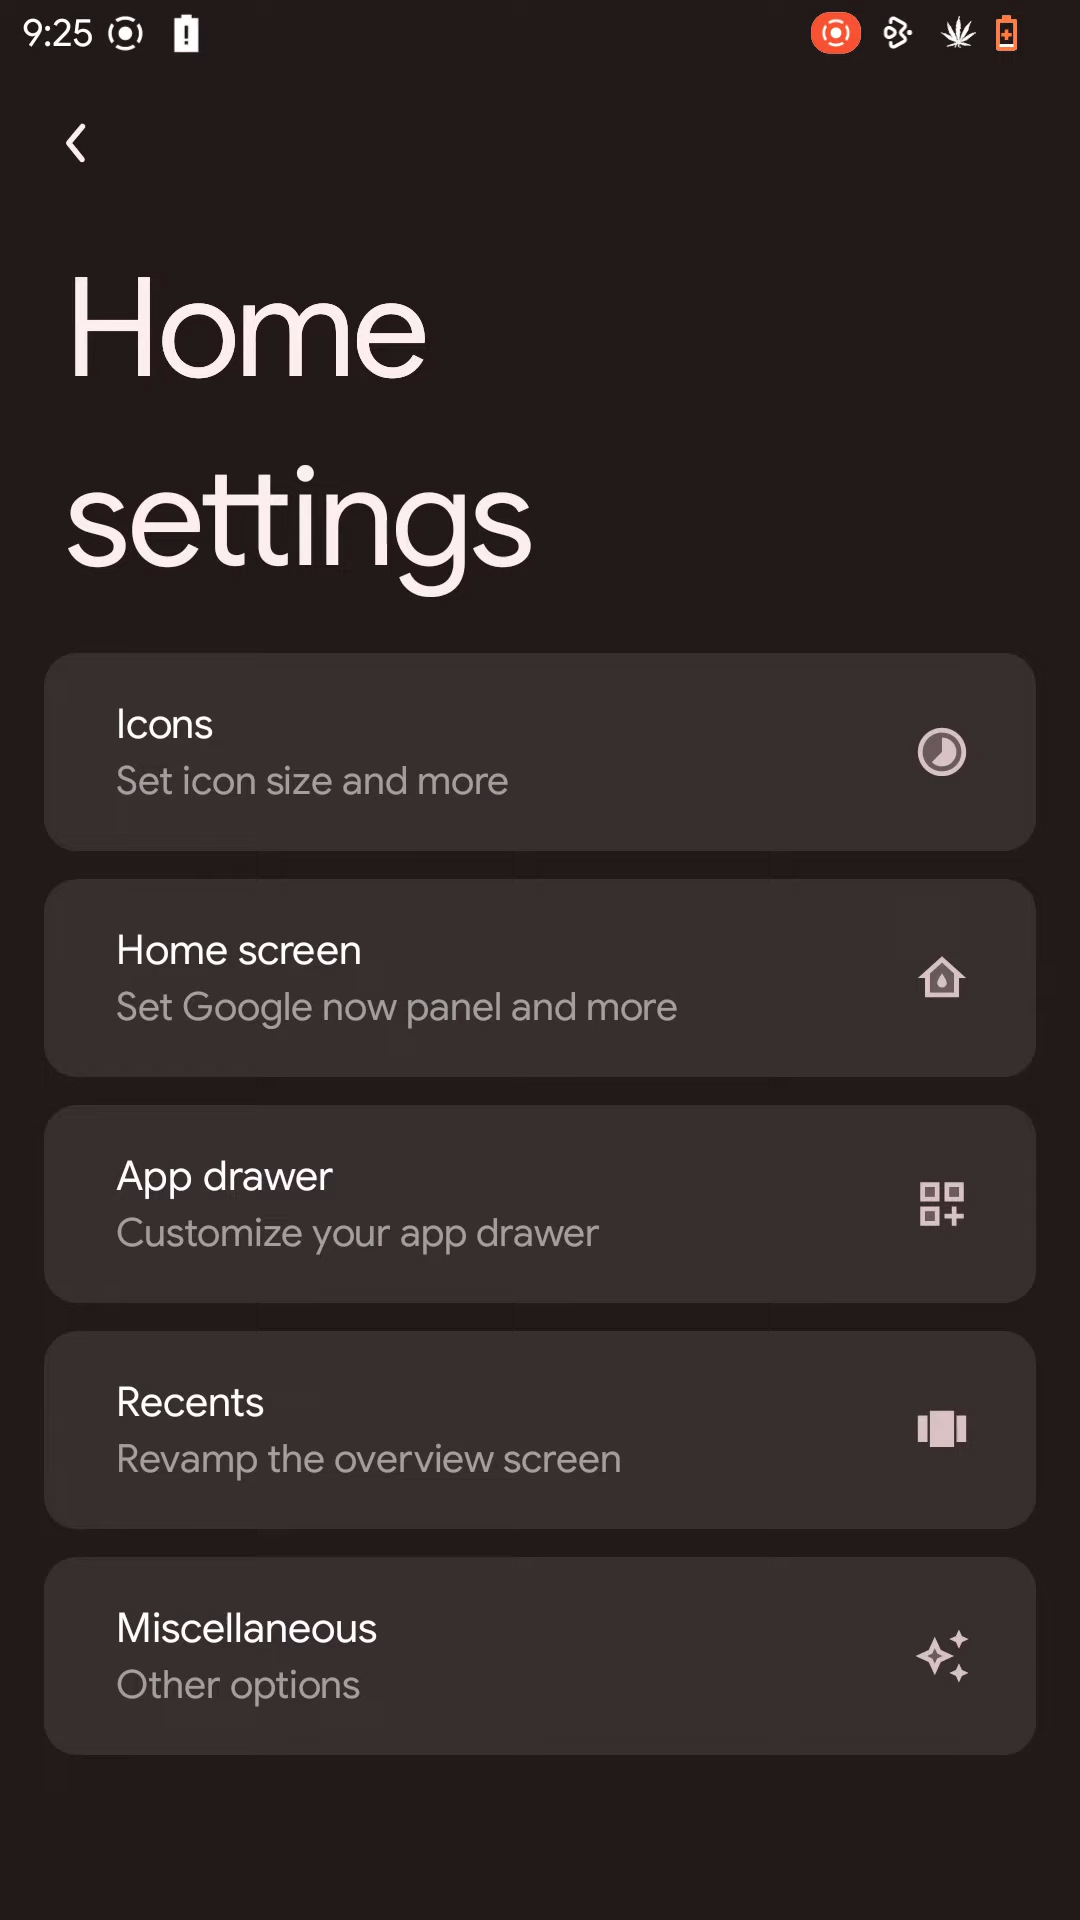 9:25
Home
settings
Icons
Set icon size and more
Home screen
Set Google now panel and more
App drawer
Customize your app drawer
Recents
Revamp the overview screen
Miscellaneous
Other options